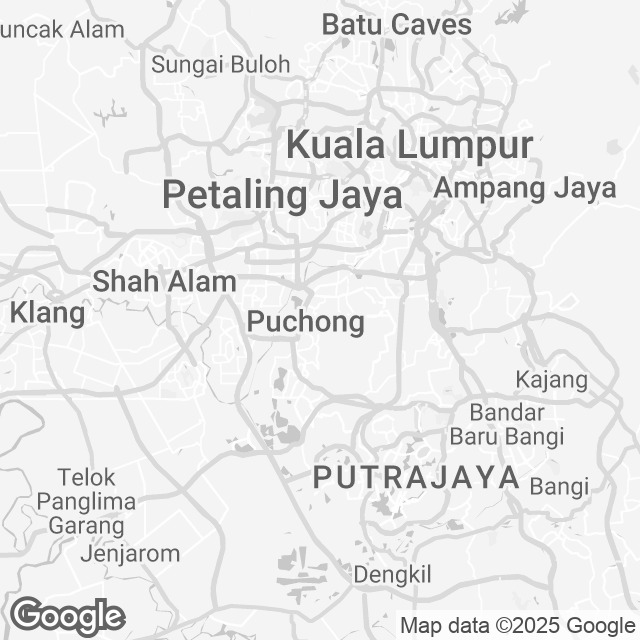 Batu Caves
uncak Alam
Sungai Buloh
Kuala Lumpur
Petaling Jaya
Ampang Jaya
Shah Alam
Klang
Puchong
Kajang
Bandar
Baru Bangi
Telok
Panglima
Garang
PUTRAJAYA
Bangi
Jenjarom
Dengkil
Google
Map data ©2025 Google